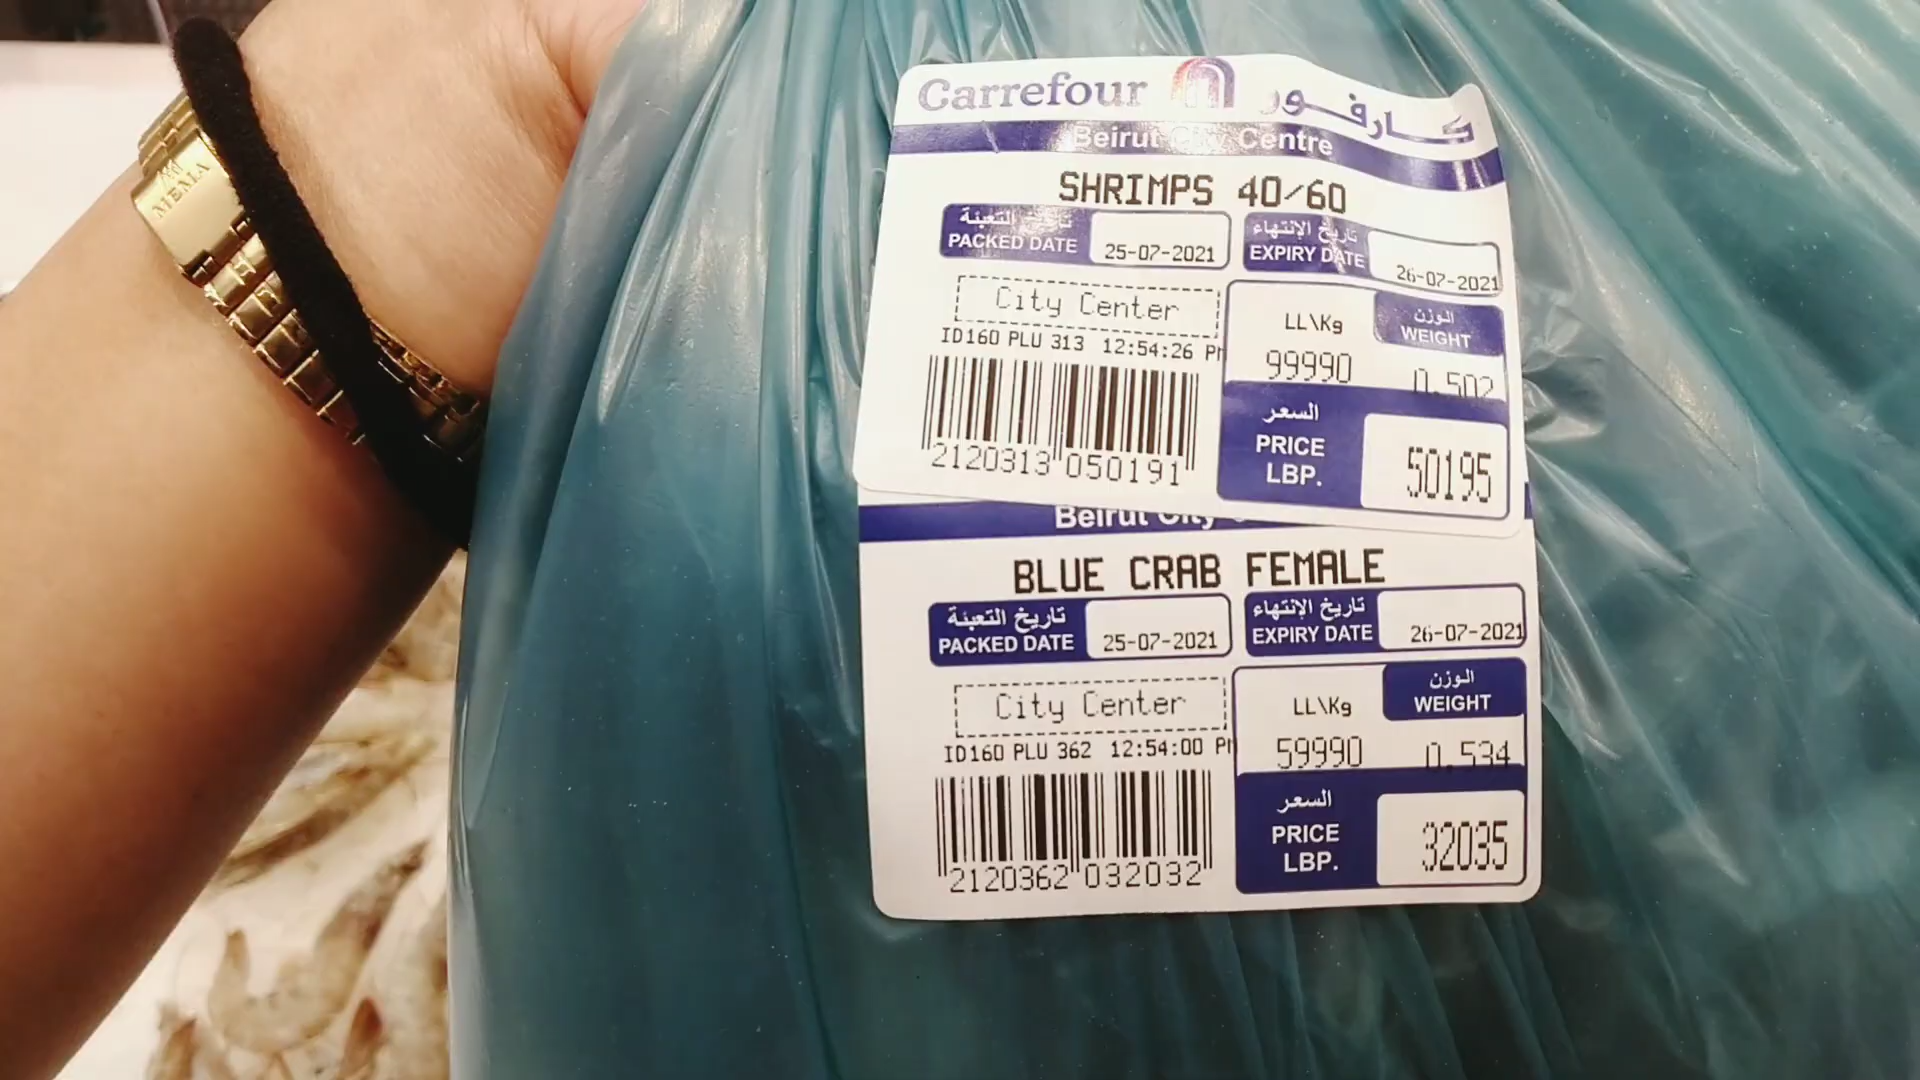 MEMA
Carrefour كارفور
Beirut City Centre
SHRIMPS 40/60
تاريخ التعبئة
PACKED DATE 25-07-2021
تاريخ الإنتهاء
EXPIRY DATE 26-07-2021
City Center
ID160 PLU 313 12:54:26 PM
LL\Kg
99990
الوزن
WEIGHT
0.502
2120313 050191
السعر
PRICE
LBP.
50195
Beirut City
BLUE CRAB FEMALE
تاريخ التعبئة
PACKED DATE 25-07-2021
تاريخ الإنتهاء
EXPIRY DATE 26-07-2021
City Center
ID160 PLU 362 12:54:00 PM
LL\Kg
59990
الوزن
WEIGHT
0.534
2120362 032032
السعر
PRICE
LBP.
32035